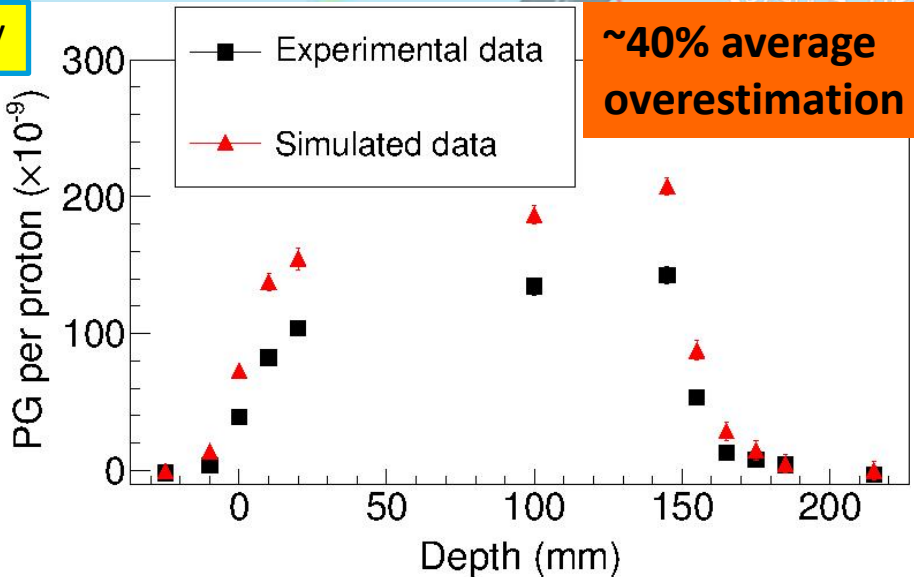 Experimental data
Simulated data
~40% average
overestimation
PG per proton (×10⁻⁹)
300
200
100
0
0
50
100
150
200
Depth (mm)